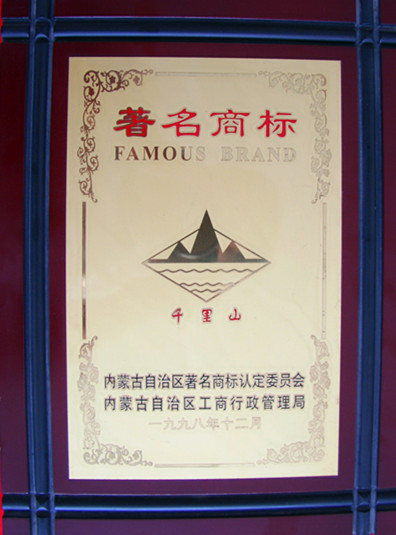 著名商标
FAMOUS BRAND
千里山
内蒙古自治区著名商标认定委员会
内蒙古自治区工商行政管理局
一九九八年十二月